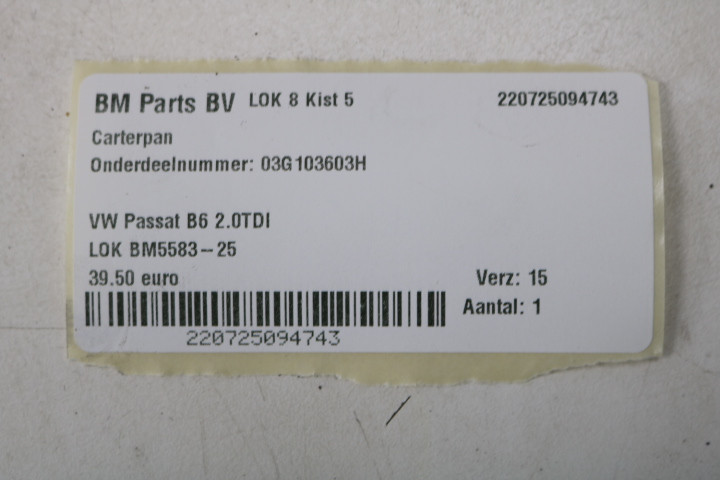 BM Parts BV LOK 8 Kist 5 220725094743
Carterpan
Onderdeelnummer: 03G103603H
VW Passat B6 2.0TDI
LOK BM5583-25
39.50 euro Verz: 15
Aantal: 1
220725094743